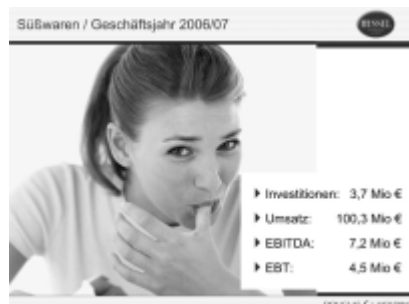 Süßwaren / Geschäftsjahr 2006/07
Investitionen: 3,7 Mio €
Umsatz: 100,3 Mio €
EBITDA: 7,2 Mio €
EBT: 4,5 Mio €